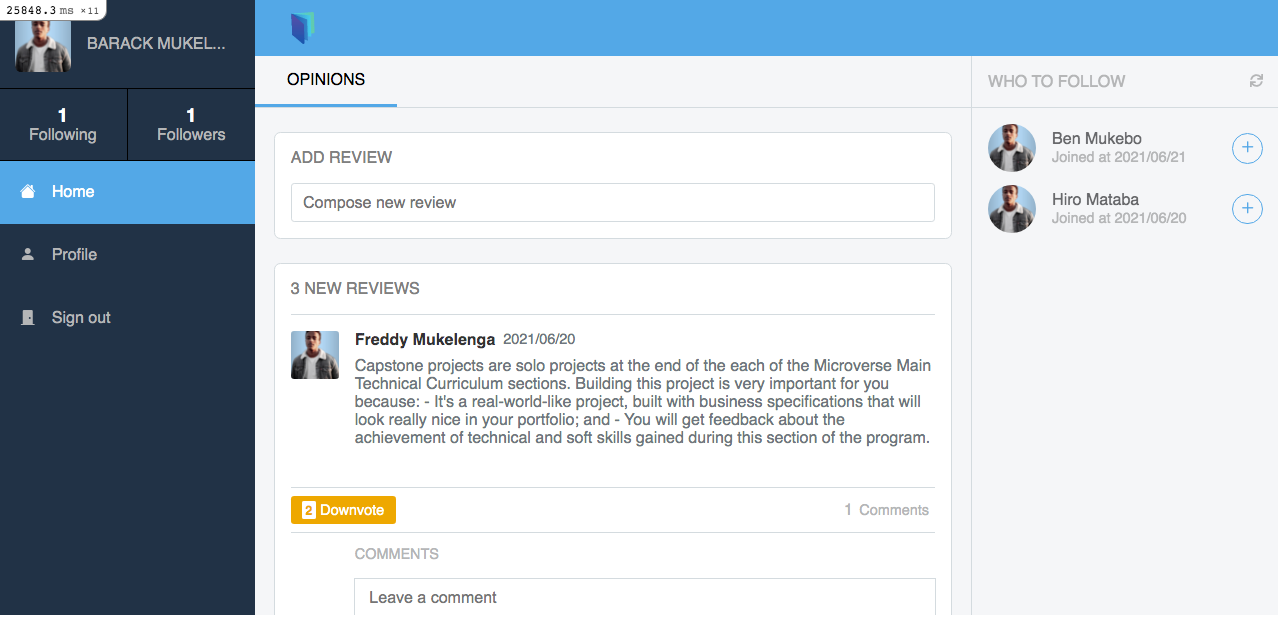 25848.3 ms ×11
BARACK MUKEL...
1
Following
1
Followers
Home
Profile
Sign out
OPINIONS
ADD REVIEW
Compose new review
3 NEW REVIEWS
Freddy Mukelenga 2021/06/20
Capstone projects are solo projects at the end of the each of the Microverse Main
Technical Curriculum sections. Building this project is very important for you
because: - It's a real-world-like project, built with business specifications that will
look really nice in your portfolio; and - You will get feedback about the
achievement of technical and soft skills gained during this section of the program.
2 Downvote
1 Comments
COMMENTS
Leave a comment
WHO TO FOLLOW
Ben Mukebo
Joined at 2021/06/21
Hiro Mataba
Joined at 2021/06/20